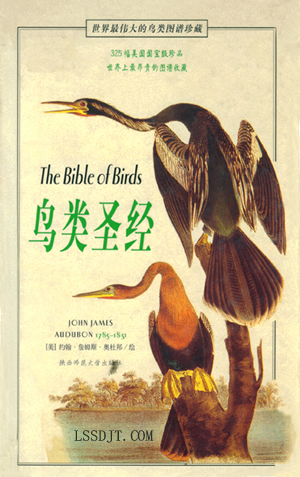 世界最伟大的鸟类图谱珍藏
325幅美国国宝级珍品
世界上最昂贵的图谱收藏
The Bible of Birds
鸟类圣经
JOHN JAMES
AUDUBON 1785-1851
[美]约翰·詹姆斯·奥杜邦/绘
陕西师范大学出版社
LSSDJT.COM